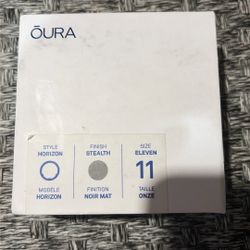 ŌURA
STYLE
HORIZON
MODÈLE
HORIZON
FINISH
STEALTH
FINITION
NOIR MAT
SIZE
ELEVEN
11
TAILLE
ONZE